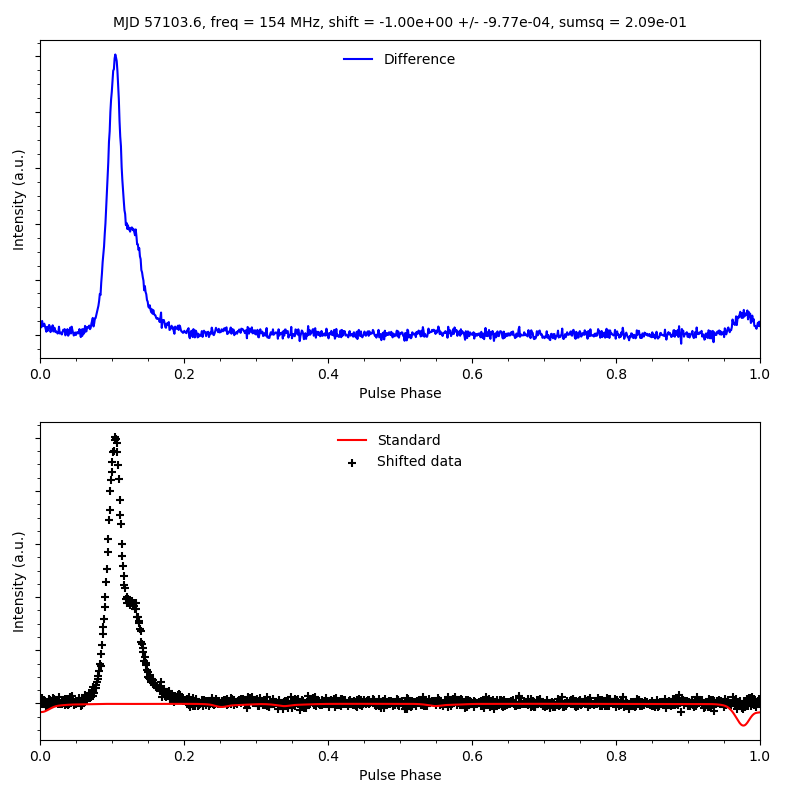 MJD 57103.6, freq = 154 MHz, shift = -1.00e+00 +/- -9.77e-04, sumsq = 2.09e-01
Difference
Intensity (a.u.)
0.0 0.2 0.4 0.6 0.8 1.0
Pulse Phase
Standard
Shifted data
Intensity (a.u.)
0.0 0.2 0.4 0.6 0.8 1.0
Pulse Phase